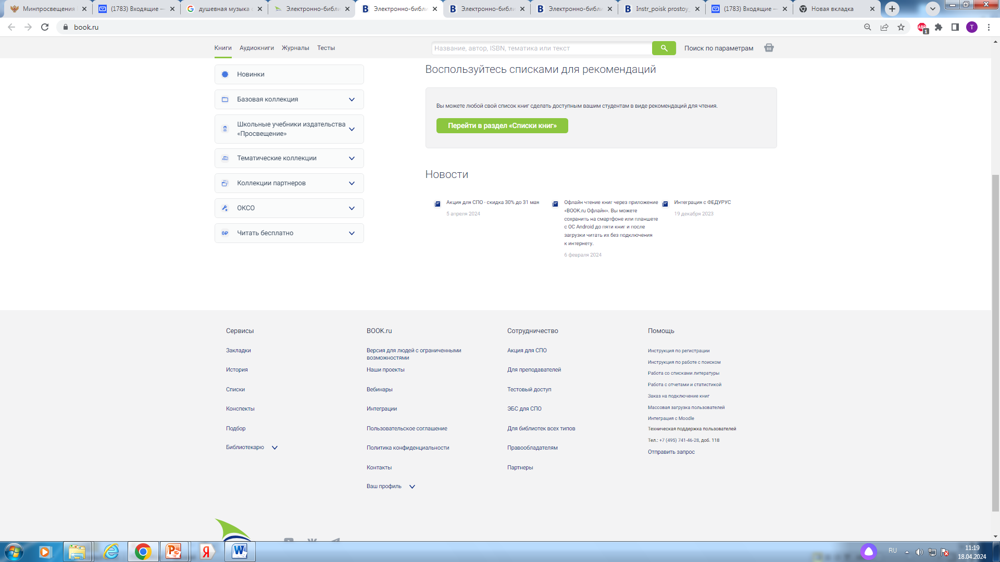 Минпросвещения
(1783) Входящие —
душевная музыка
Электронно-библи
Электронно-библи
Электронно-библи
Электронно-библи
Instr_poisk prostoy_
(1783) Входящие —
Новая вкладка
book.ru
ABP
1
T
Книги Аудиокниги Журналы Тесты
Название, автор, ISBN, тематика или текст
Поиск по параметрам
Новинки
Базовая коллекция
Школьные учебники издательства
«Просвещение»
Тематические коллекции
Коллекции партнеров
ОКСО
0₽ Читать бесплатно
Воспользуйтесь списками для рекомендаций
Вы можете любой свой список книг сделать доступным вашим студентам в виде рекомендаций для чтения.
Перейти в раздел «Списки книг»
Новости
Акция для СПО - скидка 30% до 31 мая
5 апреля 2024
Офлайн чтение книг через приложение
«BOOK.ru Офлайн». Вы можете
сохранить на смартфоне или планшете
с ОС Android до пяти книг и после
загрузки читать их без подключения
к интернету.
6 февраля 2024
Интеграция с ФЕДУРУС
19 декабря 2023
Сервисы
Закладки
История
Списки
Конспекты
Подбор
Библиотекарю
BOOK.ru
Версия для людей с ограниченными
возможностями
Наши проекты
Вебинары
Интеграции
Пользовательское соглашение
Политика конфиденциальности
Контакты
Ваш профиль
Сотрудничество
Акция для СПО
Для преподавателей
Тестовый доступ
ЭБС для СПО
Для библиотек всех типов
Правообладателям
Партнеры
Помощь
Инструкция по регистрации
Инструкция по работе с поиском
Работа со списками литературы
Работа с отчетами и статистикой
Заказ на подключение книг
Массовая загрузка пользователей
Интеграция с Moodle
Техническая поддержка пользователей
Тел.: +7 (495) 741-46-28, доб. 118
Отправить запрос
RU
11:19
18.04.2024